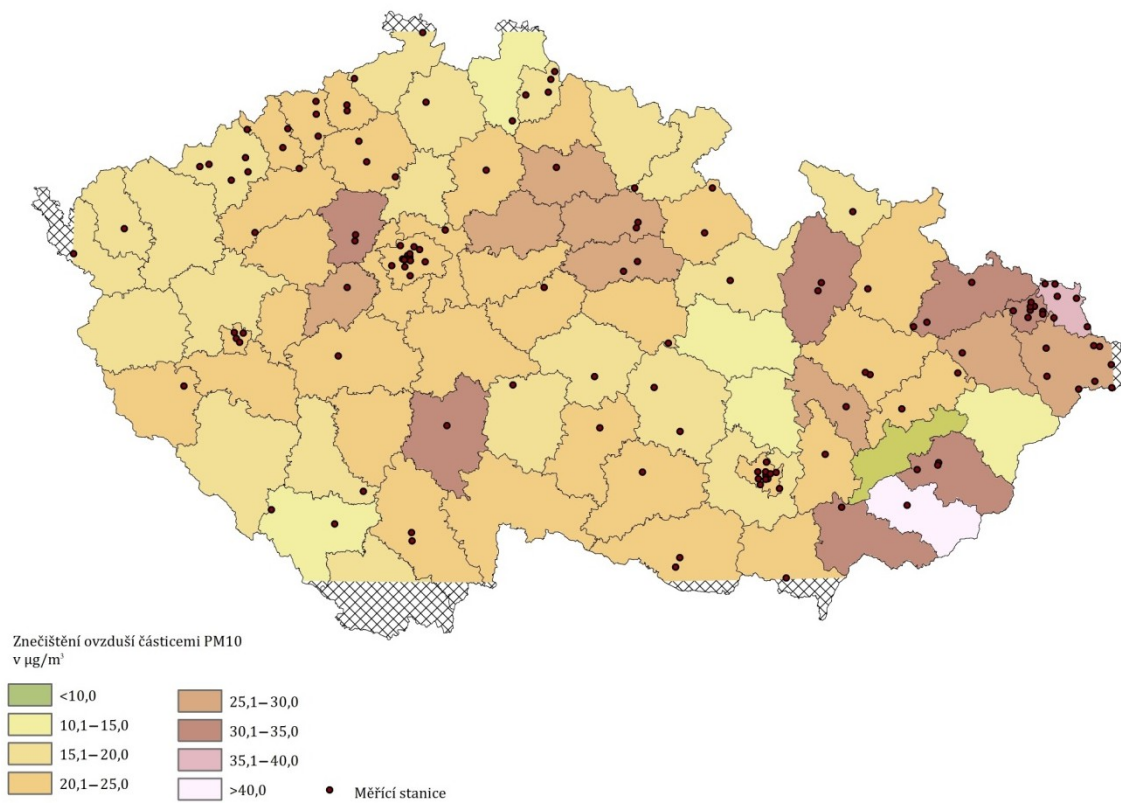 Znečištění ovzduší částicemi PM10
v µg/m³
<10,0
10,1–15,0
15,1–20,0
20,1–25,0
25,1–30,0
30,1–35,0
35,1–40,0
>40,0
Měřící stanice